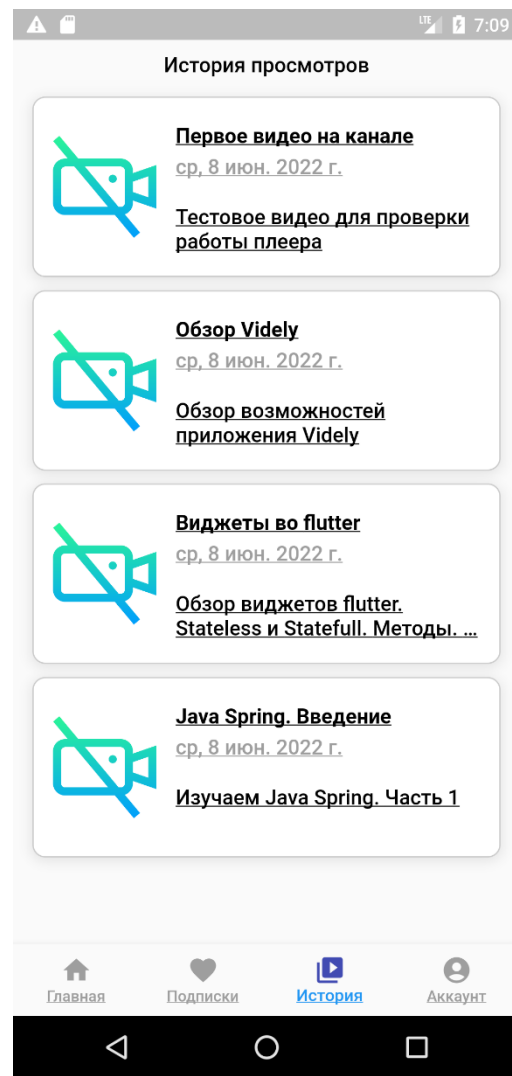 LTE 7:09
История просмотров
Первое видео на канале
ср, 8 июн. 2022 г.
Тестовое видео для проверки
работы плеера
Обзор Videly
ср, 8 июн. 2022 г.
Обзор возможностей
приложения Videly
Виджеты во flutter
ср, 8 июн. 2022 г.
Обзор виджетов flutter.
Stateless и Statefull. Методы. ...
Java Spring. Введение
ср, 8 июн. 2022 г.
Изучаем Java Spring. Часть 1
Главная Подписки История Аккаунт